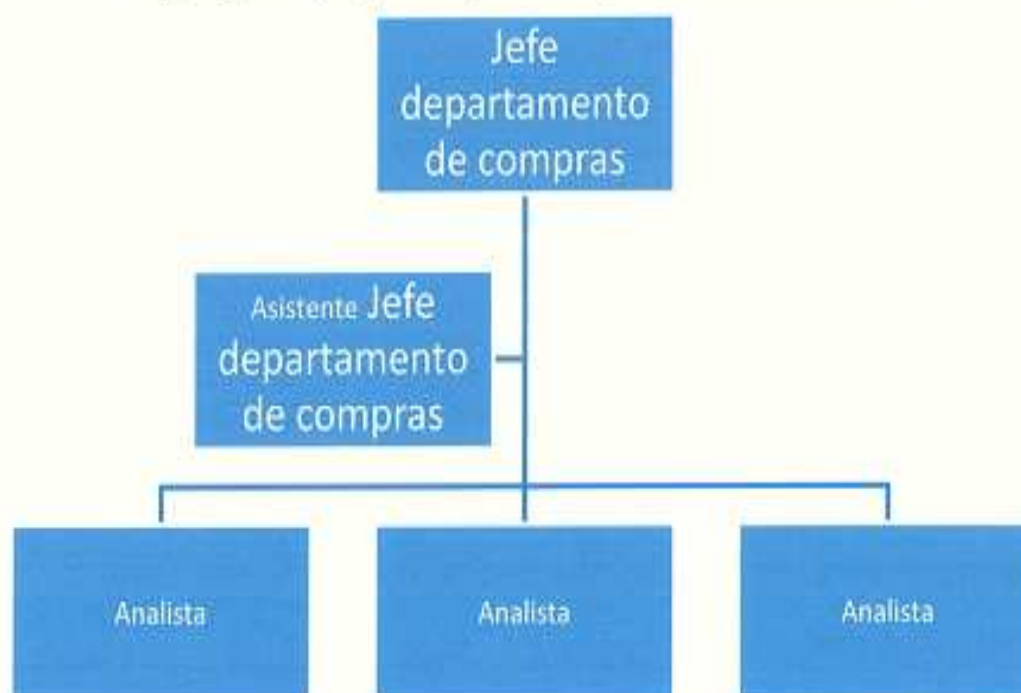 Jefe
departamento
de compras
Asistente Jefe
departamento
de compras
Analista
Analista
Analista